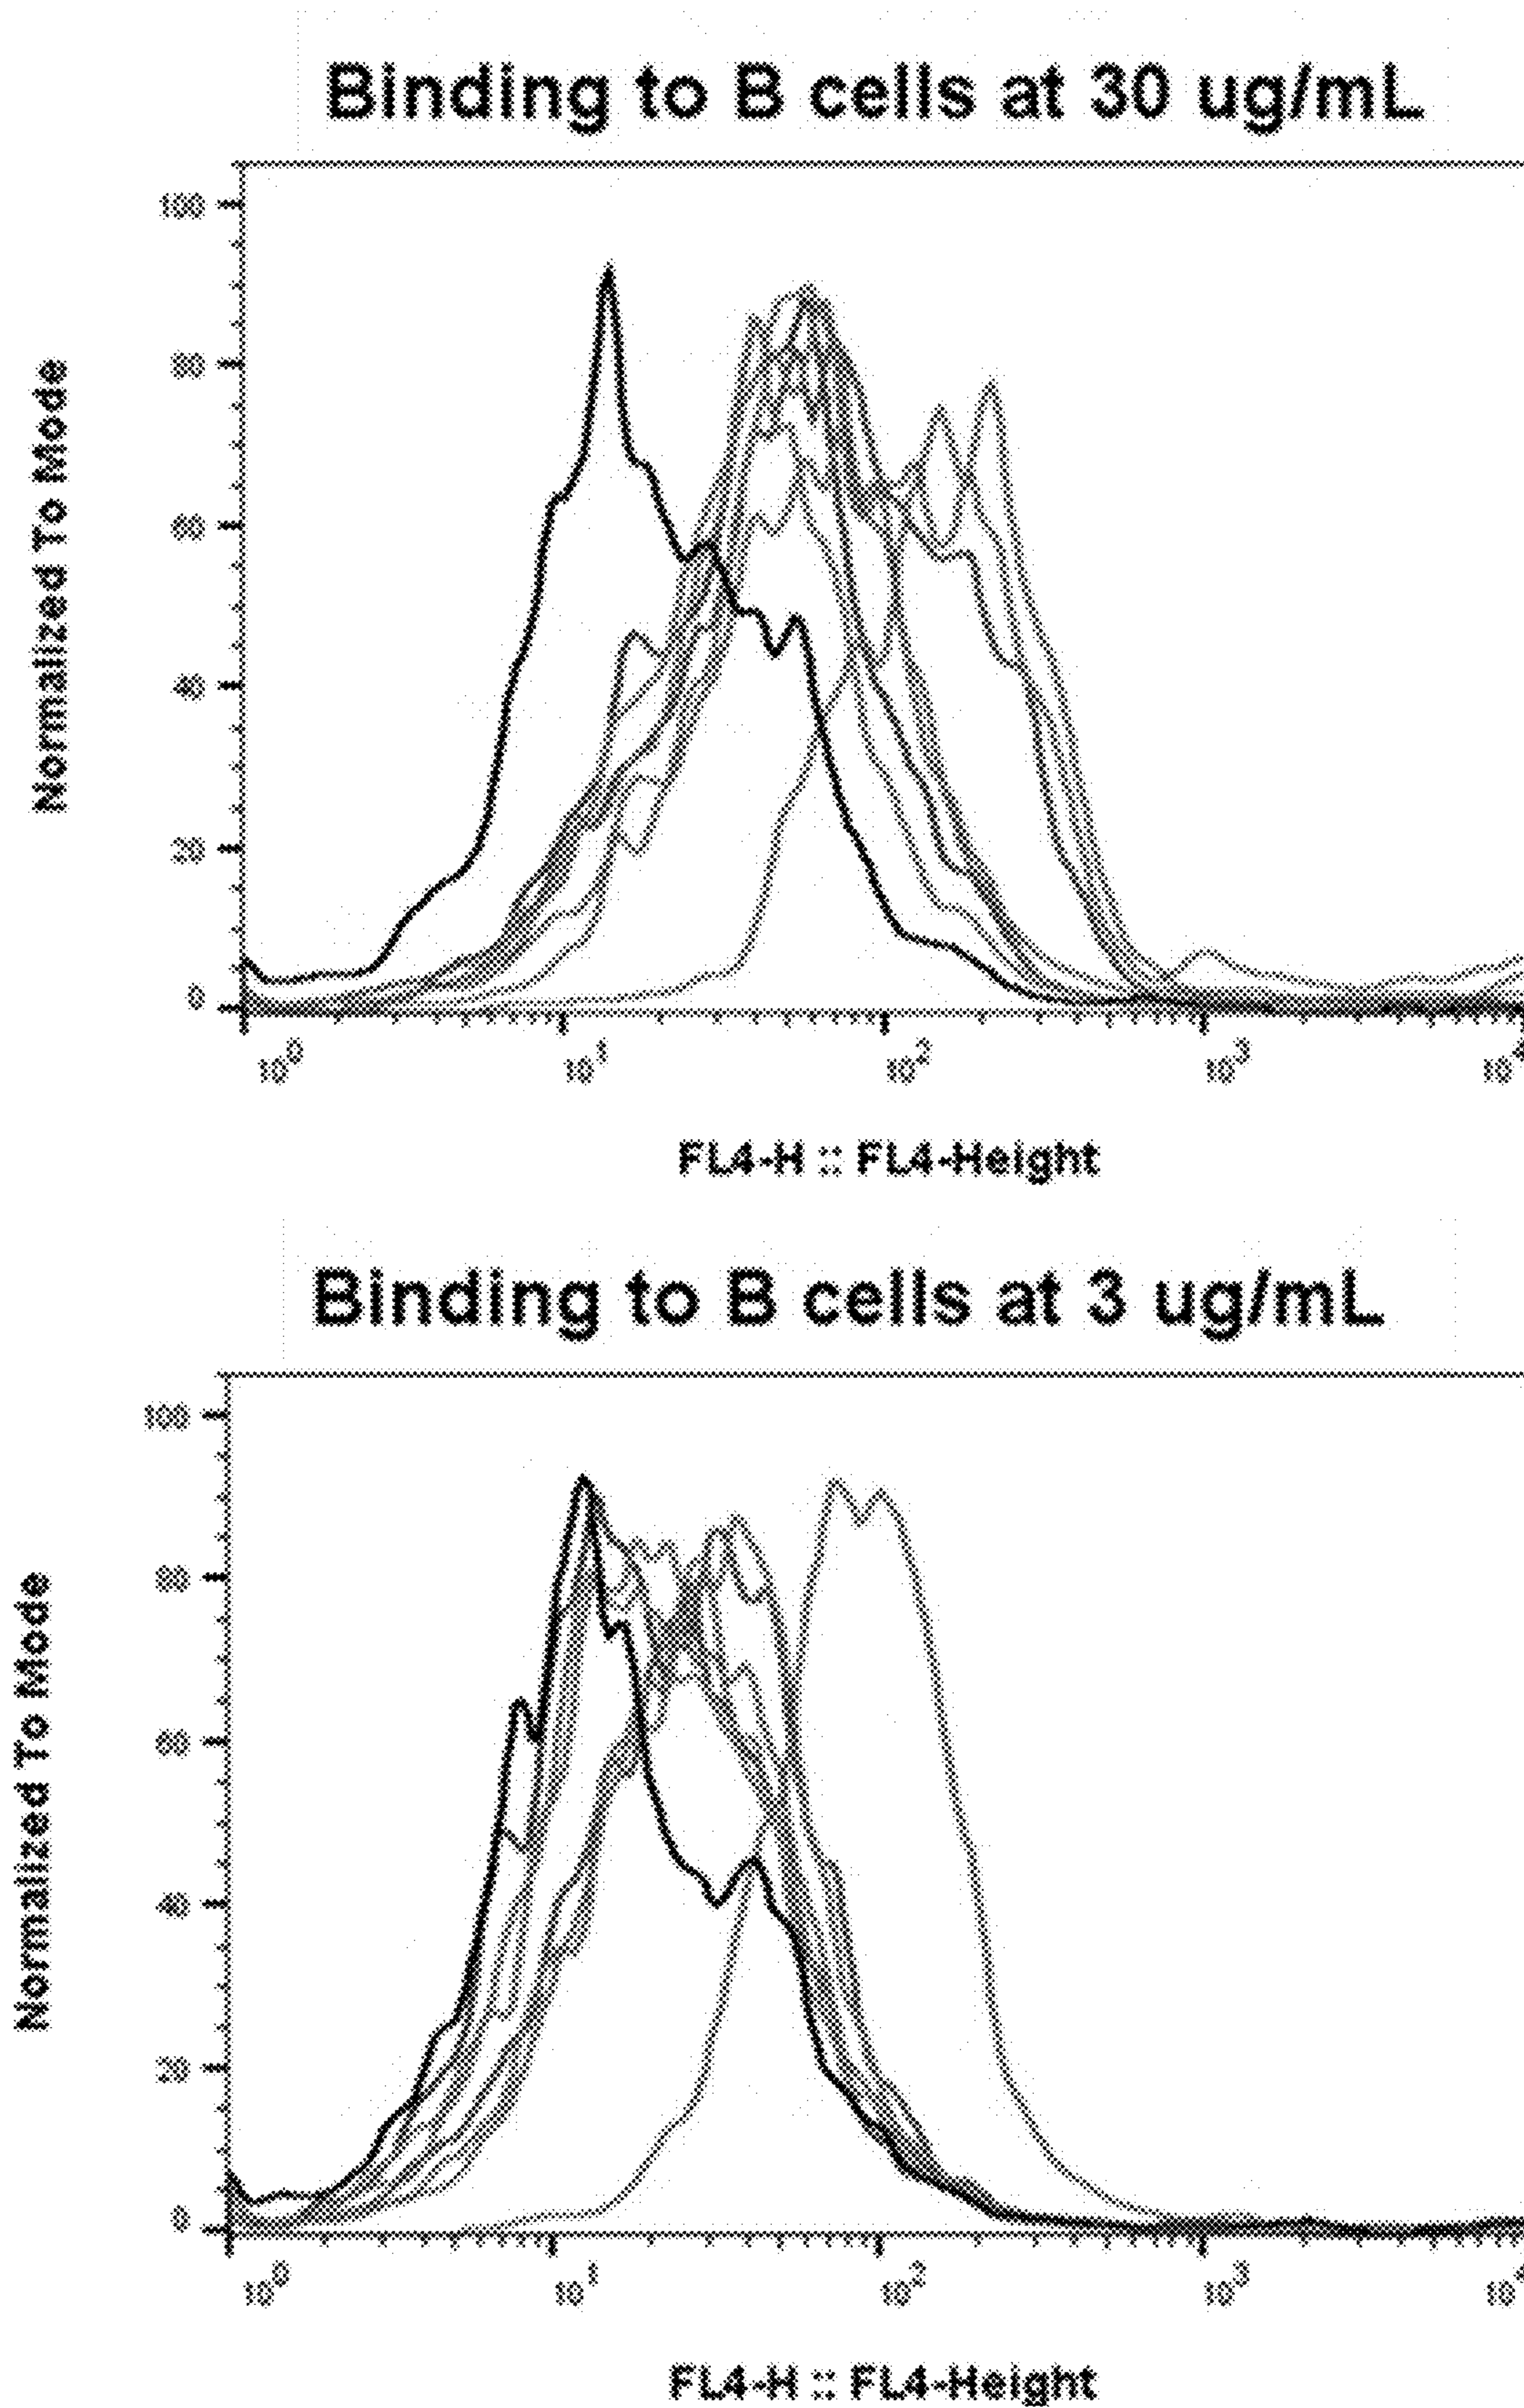 Binding to B cells at 30 ug/mL
Normalized To Mode
100
80
60
40
20
0
10^0 10^1 10^2 10^3 10^4
FL4-H :: FL4-Height
Binding to B cells at 3 ug/mL
Normalized To Mode
100
80
60
40
20
0
10^0 10^1 10^2 10^3 10^4
FL4-H :: FL4-Height